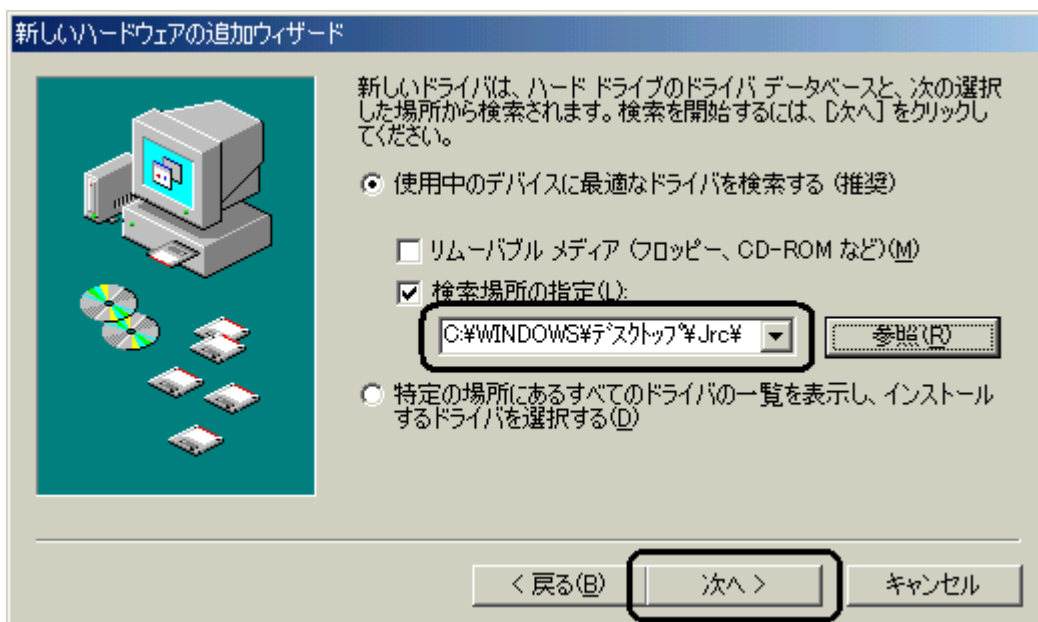 新しいハードウェアの追加ウィザード
新しいドライバは、ハード ドライブのドライバ データベースと、次の選択
した場所から検索されます。検索を開始するには、[次へ] をクリックし
てください。
使用中のデバイスに最適なドライバを検索する (推奨)
リムーバブル メディア (フロッピー、CD-ROM など)(M)
検索場所の指定(L):
C:¥WINDOWS¥デスクトップ¥Jrc¥
参照(R)
特定の場所にあるすべてのドライバの一覧を表示し、インストール
するドライバを選択する(D)
< 戻る(B)
次へ >
キャンセル